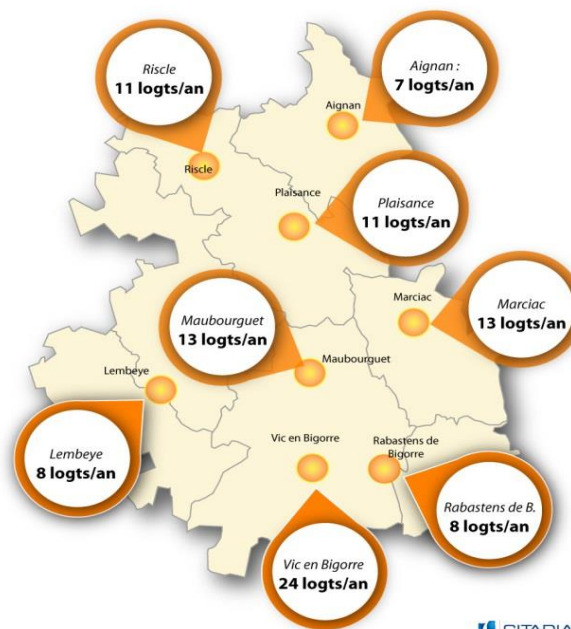 Riscle
11 logts/an
Aignan :
7 logts/an
Aignan
Riscle
Plaisance
Plaisance
11 logts/an
Marciac
Marciac
13 logts/an
Maubourguet
13 logts/an
Maubourguet
Lembeye
Lembeye
8 logts/an
Vic en Bigorre
Rabastens de
Bigorre
Rabastens de B.
8 logts/an
Vic en Bigorre
24 logts/an